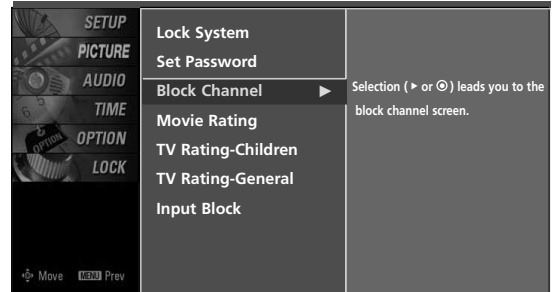 SETUP
PICTURE
AUDIO
TIME
OPTION
LOCK
Move MENU Prev
Lock System
Set Password
Block Channel ▶
Movie Rating
TV Rating-Children
TV Rating-General
Input Block
Selection (▶ or ⊙) leads you to the
block channel screen.